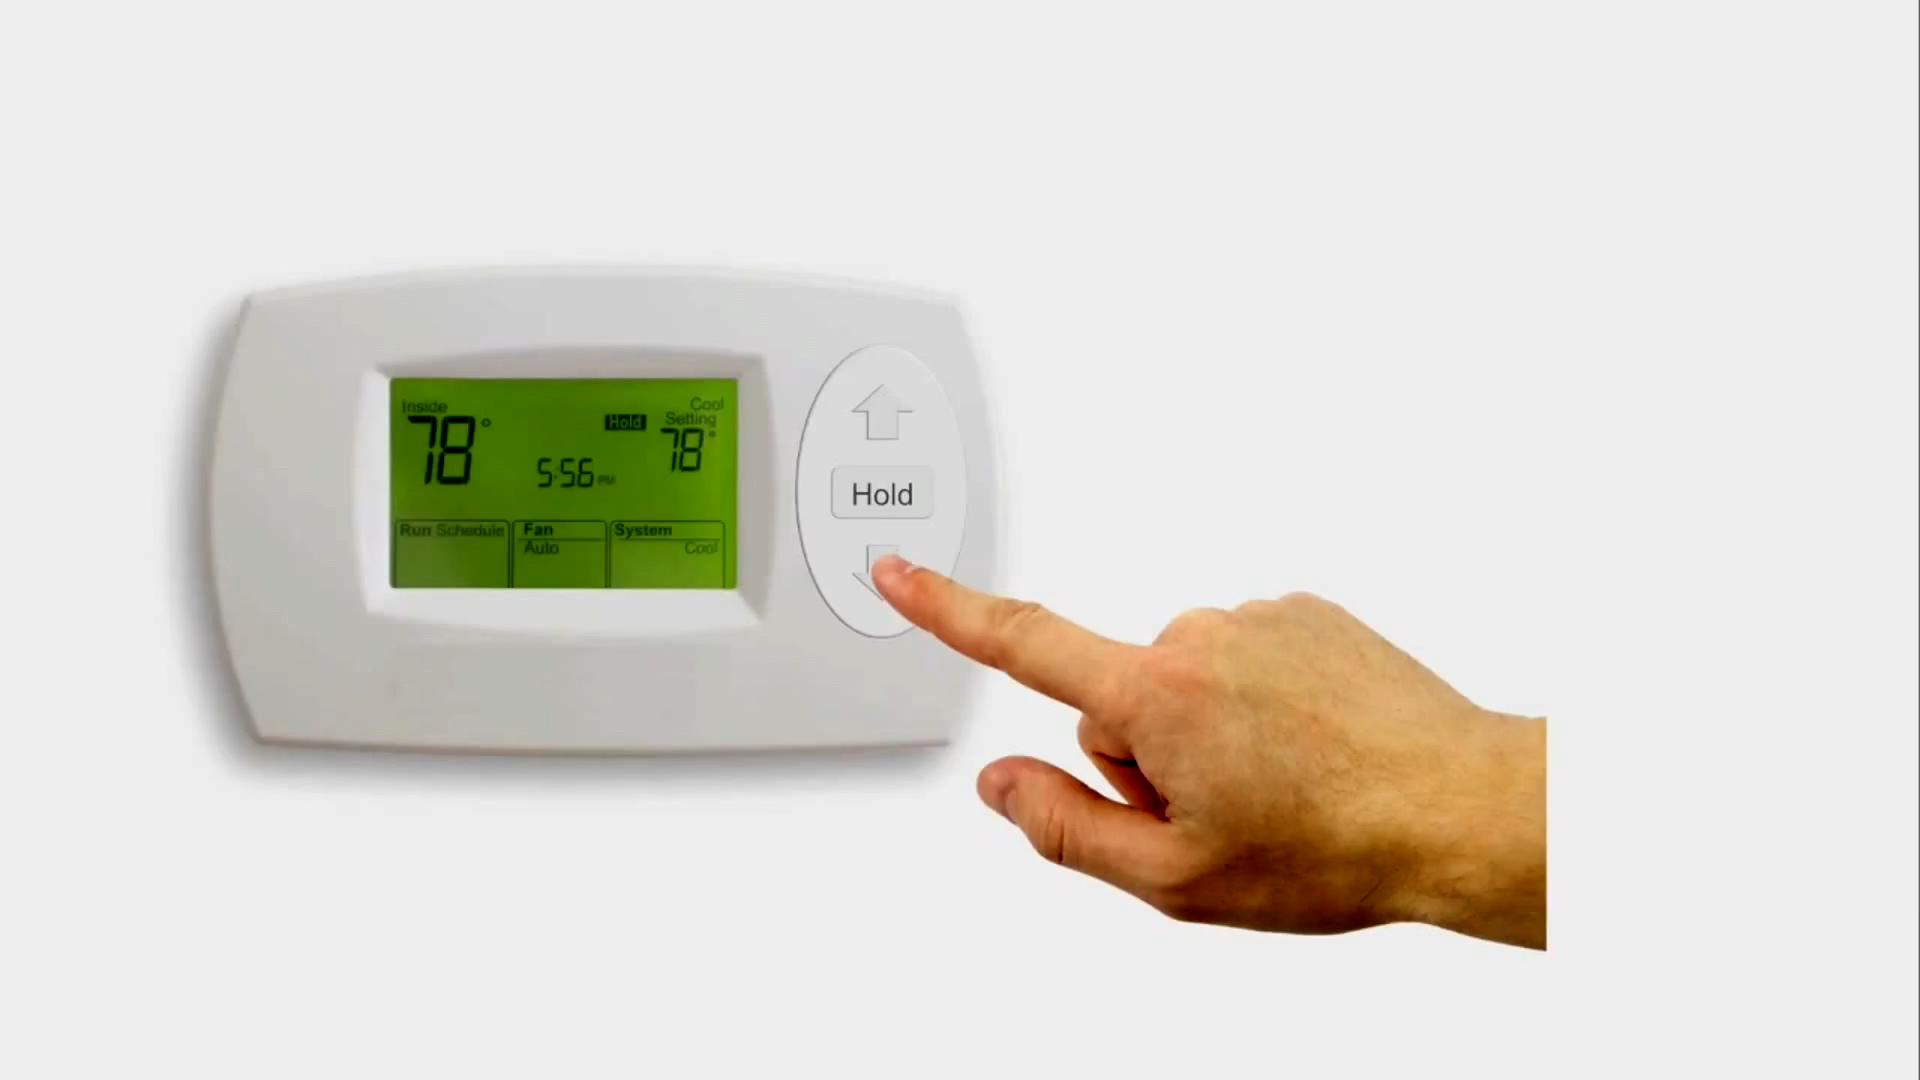 Inside
78°
Hold
Cool
Setting
78°
5:56 PM
Run Schedule
Fan
Auto
System
Cool
Hold